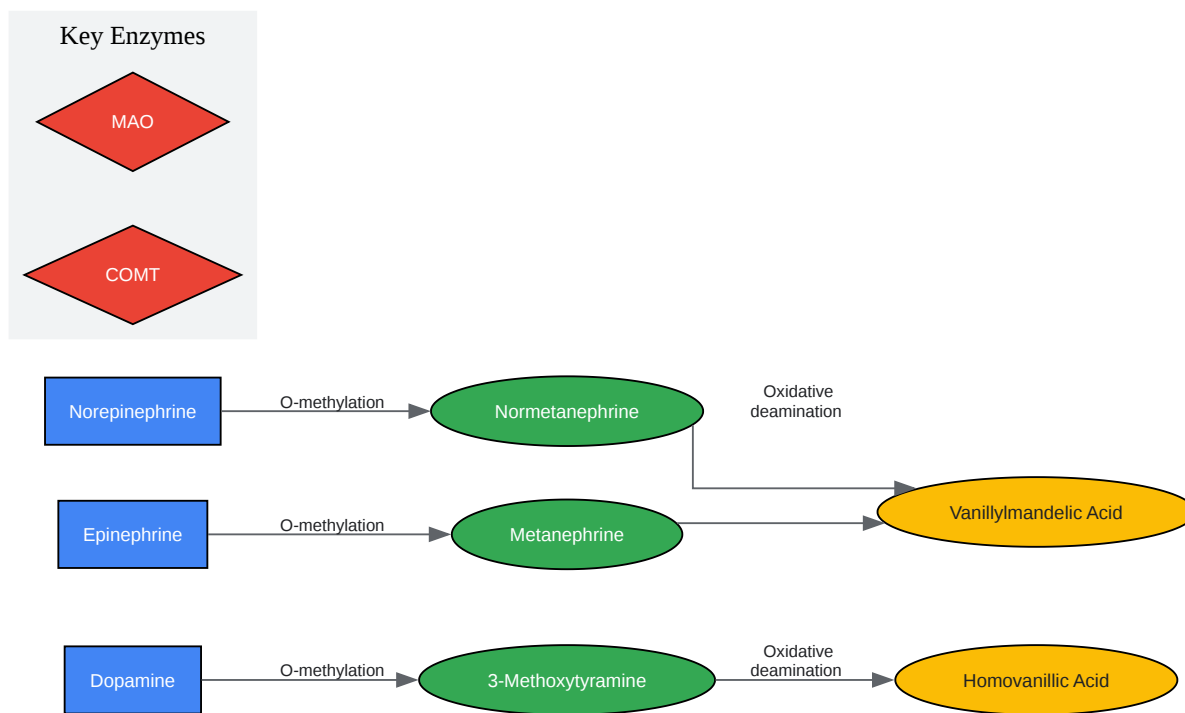 Key Enzymes
MAO
COMT
Norepinephrine
O-methylation
Normetanephrine
Oxidative
deamination
Epinephrine
O-methylation
Metanephrine
Vanillylmandelic Acid
Dopamine
O-methylation
3-Methoxytyramine
Oxidative
deamination
Homovanillic Acid